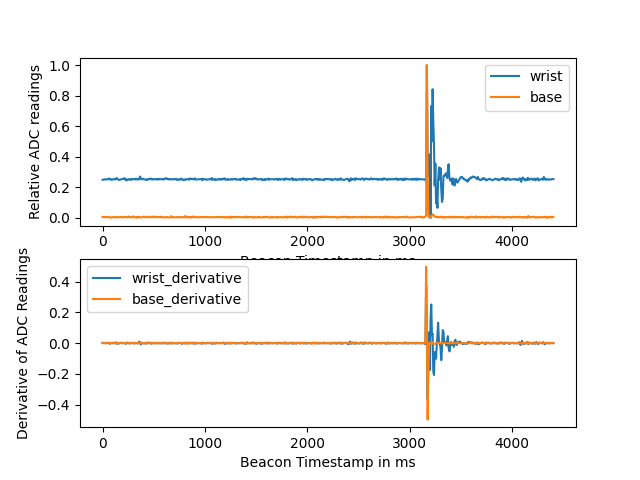 Relative ADC readings
1.0
0.8
0.6
0.4
0.2
0.0
wrist
base
0 1000 2000 3000 4000
Beacon Timestamp in ms
Derivative of ADC Readings
0.4
0.2
0.0
−0.2
−0.4
wrist_derivative
base_derivative
0 1000 2000 3000 4000
Beacon Timestamp in ms